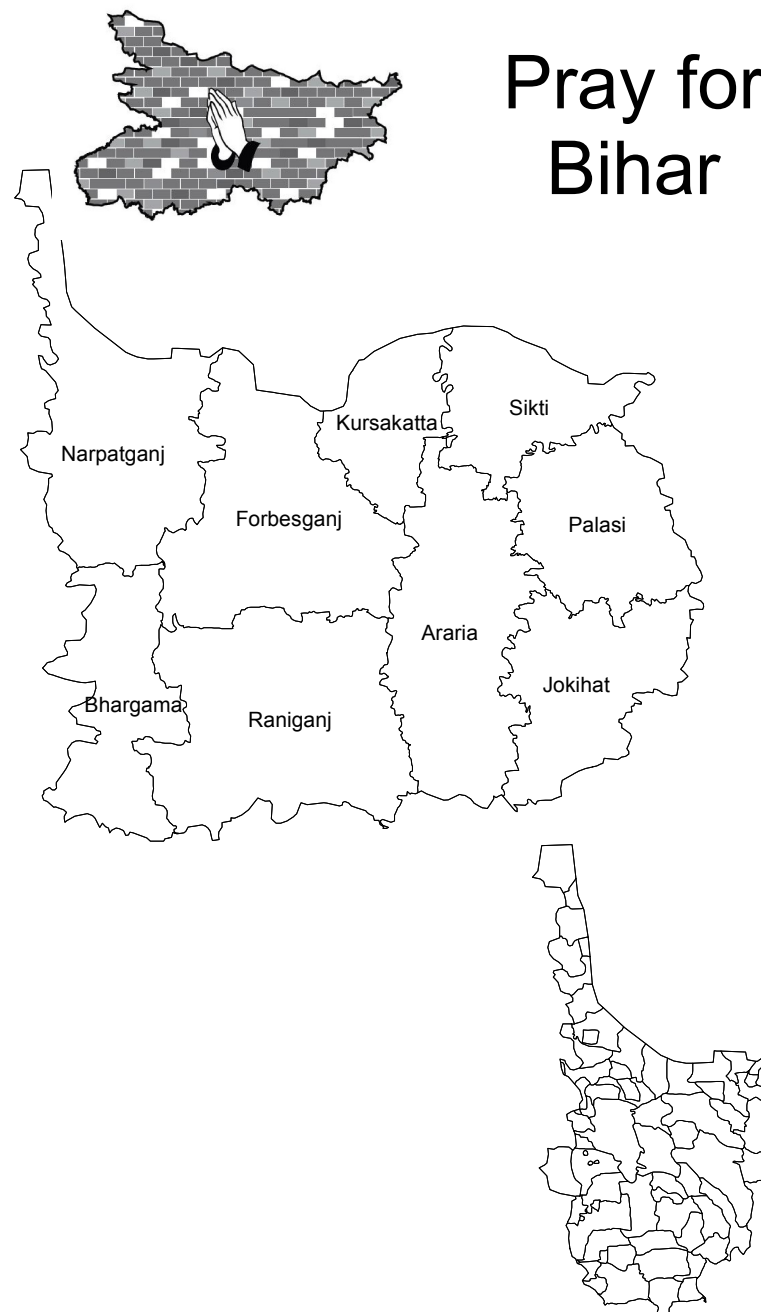 Pray for
Bihar
Kursakatta
Sikti
Narpatganj
Forbesganj
Palasi
Araria
Jokihat
Bhargama
Raniganj